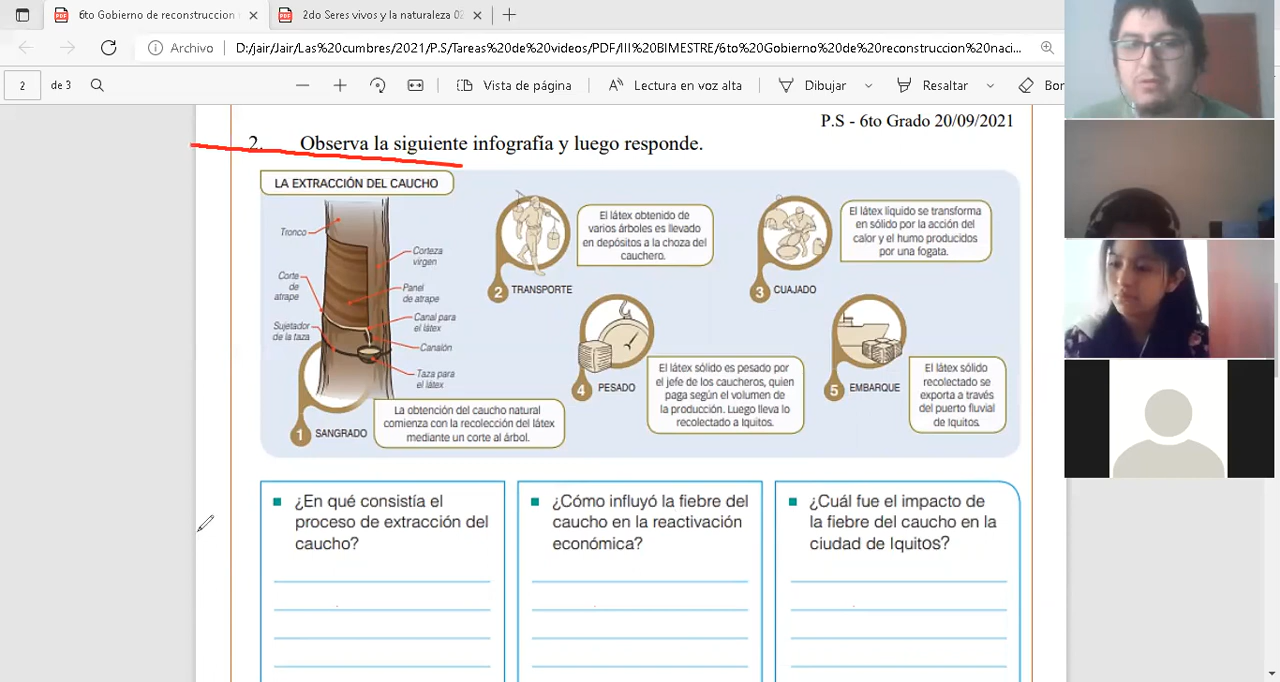 6to Gobierno de reconstruccion
2do Seres vivos y la naturaleza 02
Archivo
D:/jair/Jair/Las%20cumbres/2021/P.S/Tareas%20de%20videos/PDF/III%20BIMESTRE/6to%20Gobierno%20de%20reconstruccion%20naci...
2
de 3
Vista de página
Lectura en voz alta
Dibujar
Resaltar
Bor
P.S - 6to Grado 20/09/2021
2. Observa la siguiente infografía y luego responde.
LA EXTRACCIÓN DEL CAUCHO
Tronco
Corteza
virgen
Corte
de
atrape
Panel
de atrape
Sujetador
de la taza
Canal para
el látex
Canalón
Taza para
el látex
1 SANGRADO
La obtención del caucho natural
comienza con la recolección del látex
mediante un corte al árbol.
2 TRANSPORTE
El látex obtenido de
varios árboles es llevado
en depósitos a la choza del
cauchero.
3 CUAJADO
El látex líquido se transforma
en sólido por la acción del
calor y el humo producidos
por una fogata.
4 PESADO
El látex sólido es pesado por
el jefe de los caucheros, quien
paga según el volumen de
la producción. Luego lleva lo
recolectado a Iquitos.
5 EMBARQUE
El látex sólido
recolectado se
exporta a través
del puerto fluvial
de Iquitos.
¿En qué consistía el
proceso de extracción del
caucho?
¿Cómo influyó la fiebre del
caucho en la reactivación
económica?
¿Cuál fue el impacto de
la fiebre del caucho en la
ciudad de Iquitos?